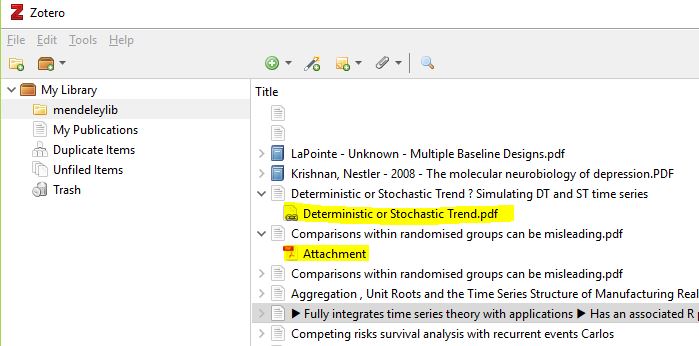 Zotero
File Edit Tools Help
My Library
mendeleylib
My Publications
Duplicate Items
Unfiled Items
Trash
Title
LaPointe - Unknown - Multiple Baseline Designs.pdf
Krishnan, Nestler - 2008 - The molecular neurobiology of depression.PDF
Deterministic or Stochastic Trend ? Simulating DT and ST time series
Deterministic or Stochastic Trend.pdf
Comparisons within randomised groups can be misleading.pdf
Attachment
Comparisons within randomised groups can be misleading.pdf
Aggregation , Unit Roots and the Time Series Structure of Manufacturing Real
▶ Fully integrates time series theory with applications ▶ Has an associated R p
Competing risks survival analysis with recurrent events Carlos